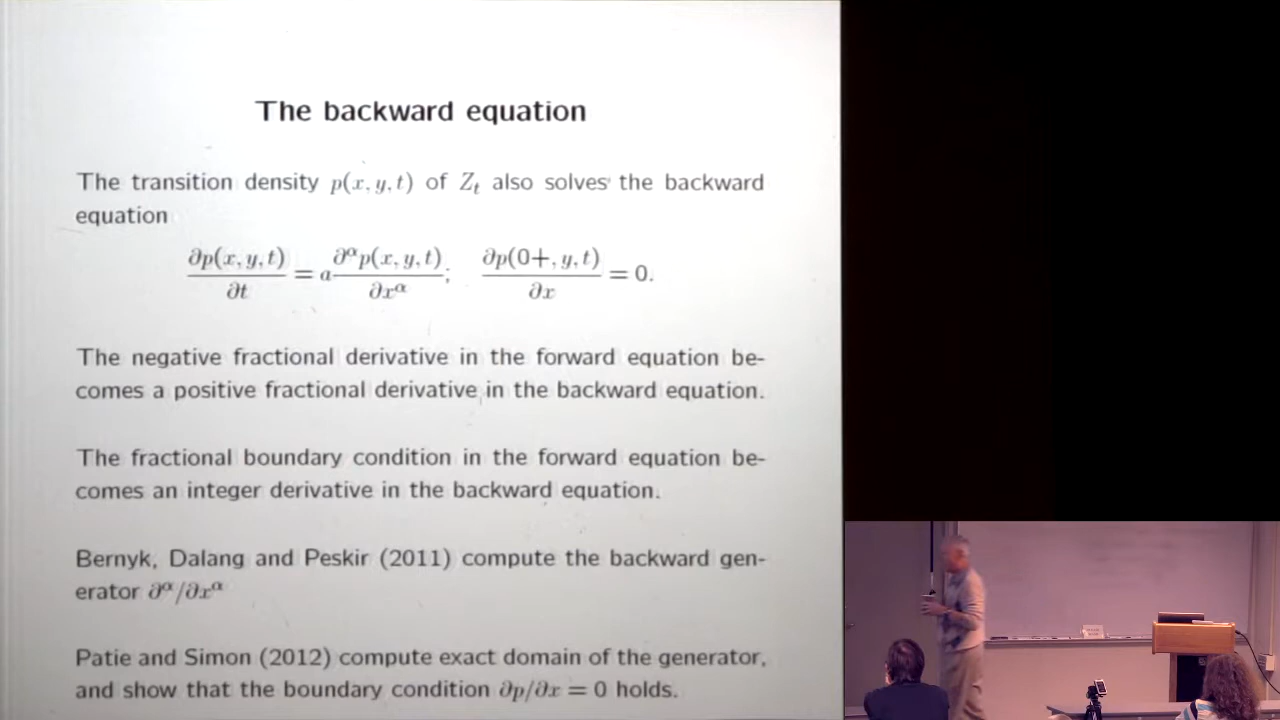 The backward equation
The transition density p(x, y, t) of Z_t also solves the backward
equation
∂p(x, y, t)/∂t = a ∂^α p(x, y, t)/∂x^α; ∂p(0+, y, t)/∂x = 0.
The negative fractional derivative in the forward equation be-
comes a positive fractional derivative in the backward equation.
The fractional boundary condition in the forward equation be-
comes an integer derivative in the backward equation.
Bernyk, Dalang and Peskir (2011) compute the backward gen-
erator ∂^α/∂x^α
Patie and Simon (2012) compute exact domain of the generator,
and show that the boundary condition ∂p/∂x = 0 holds.